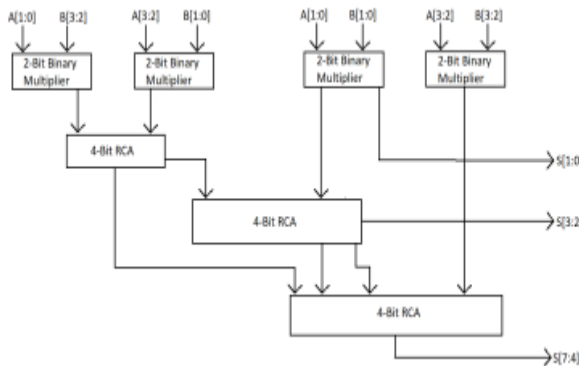 A[1:0] B[3:2] A[3:2] B[1:0] A[1:0] B[1:0] A[3:2] B[3:2]
2-Bit Binary Multiplier
2-Bit Binary Multiplier
2-Bit Binary Multiplier
2-Bit Binary Multiplier
4-Bit RCA
S[1:0
4-Bit RCA
S[3:2
4-Bit RCA
S[7:4]